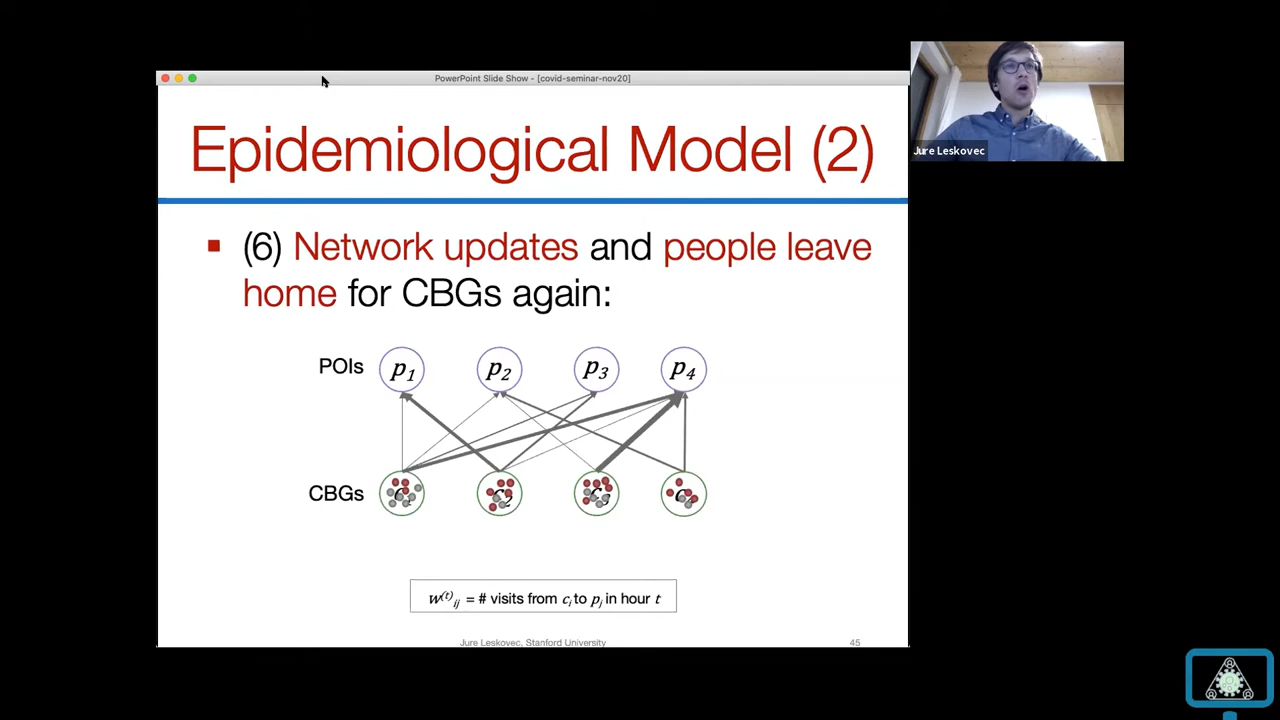 PowerPoint Slide Show - [covid-seminar-nov20]
Jure Leskovec
Epidemiological Model (2)
(6) Network updates and people leave
home for CBGs again:
POIs p1 p2 p3 p4
CBGs
w(t)ij = # visits from ci to pj in hour t
Jure Leskovec, Stanford University 45